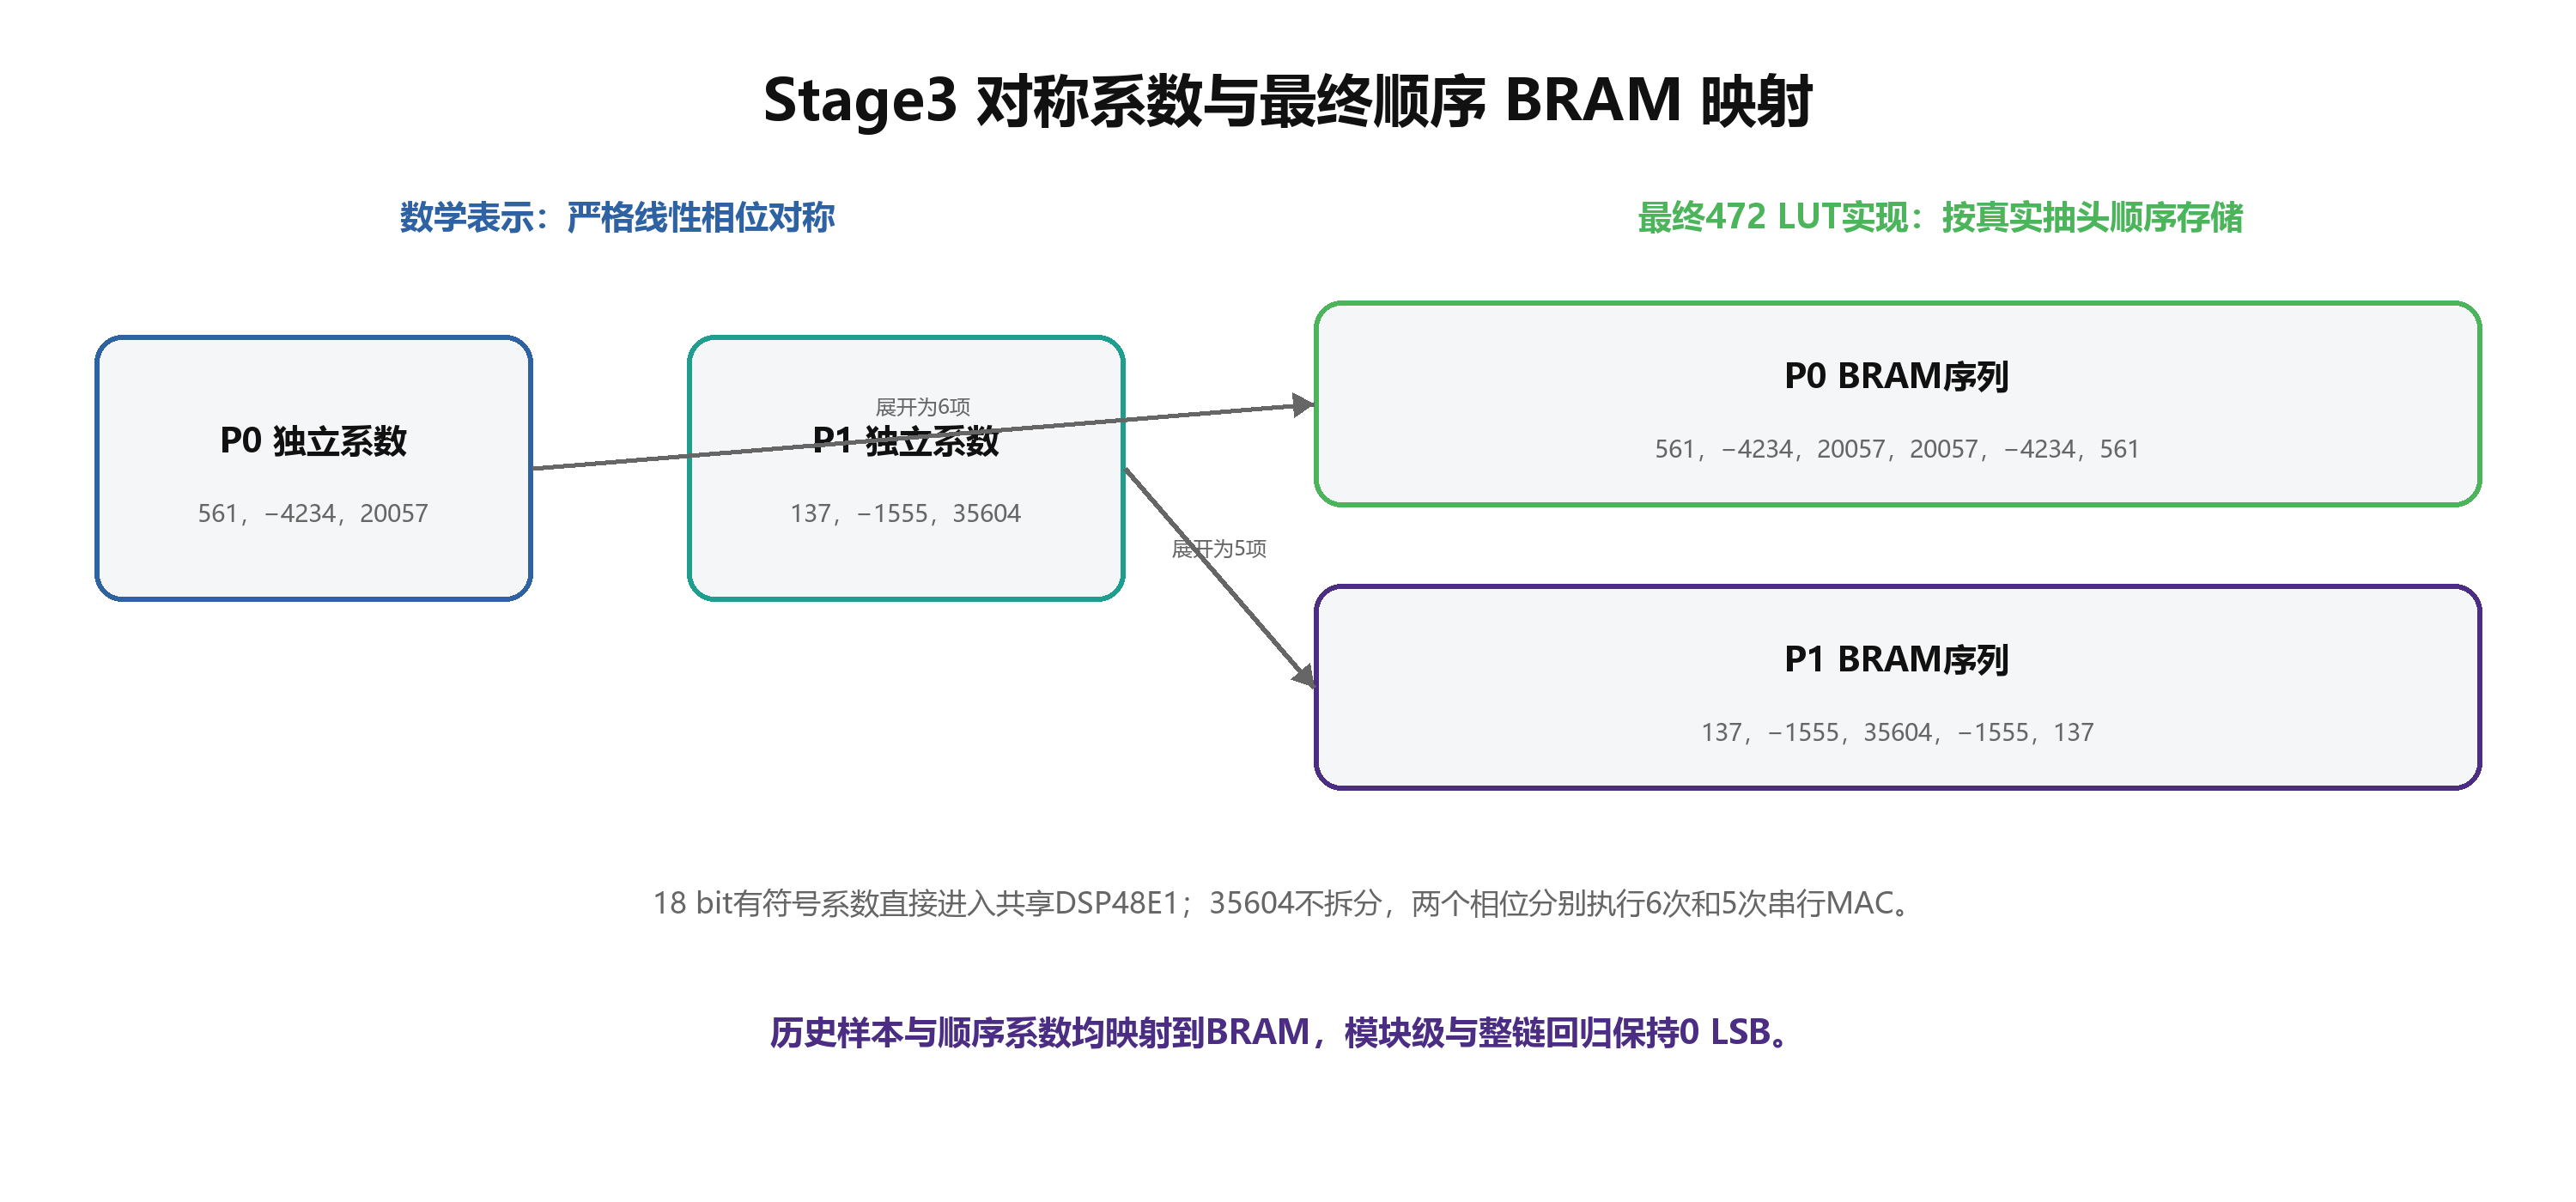 Stage3 对称系数与最终顺序 BRAM 映射
数学表示：严格线性相位对称
最终472 LUT实现：按真实抽头顺序存储
P0 独立系数
561，−4234，20057
展开为6项
P1 独立系数
137，−1555，35604
展开为5项
P0 BRAM序列
561，−4234，20057，20057，−4234，561
P1 BRAM序列
137，−1555，35604，−1555，137
18 bit有符号系数直接进入共享DSP48E1；35604不拆分，两个相位分别执行6次和5次串行MAC。
历史样本与顺序系数均映射到BRAM，模块级与整链回归保持0 LSB。